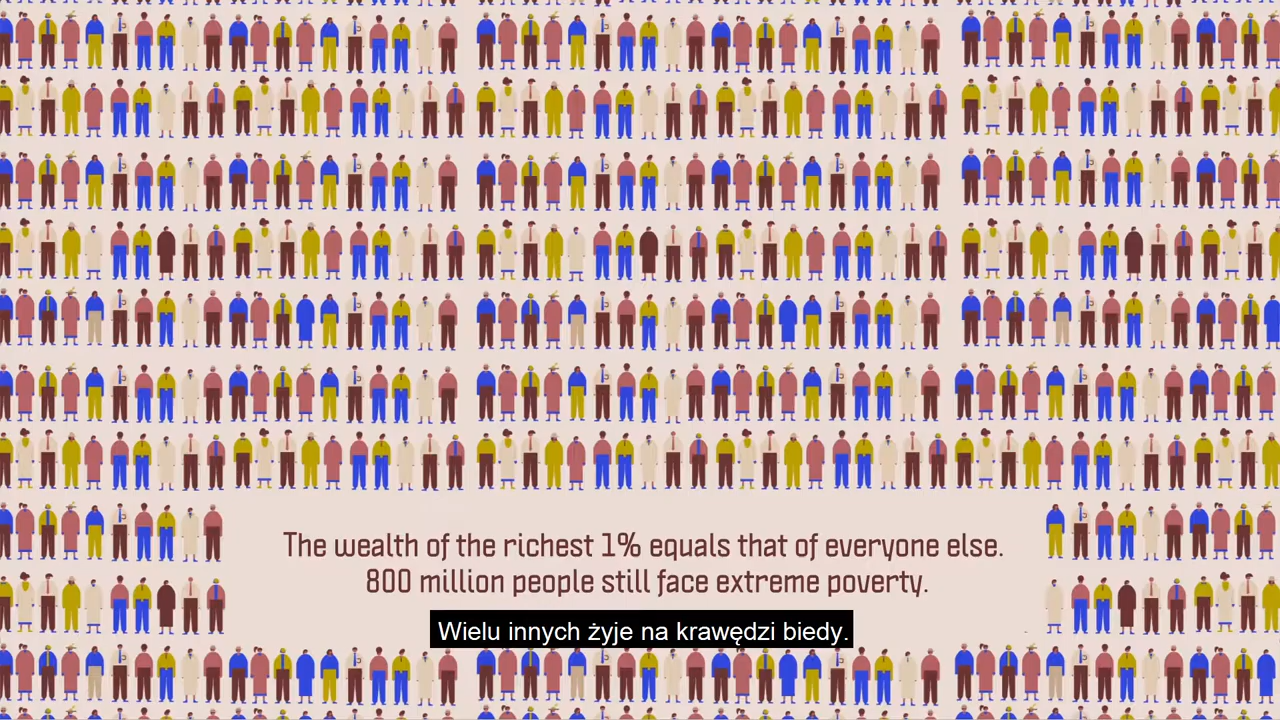 The wealth of the richest 1% equals that of everyone else.
800 million people still face extreme poverty.
Wielu innych żyje na krawędzi biedy.